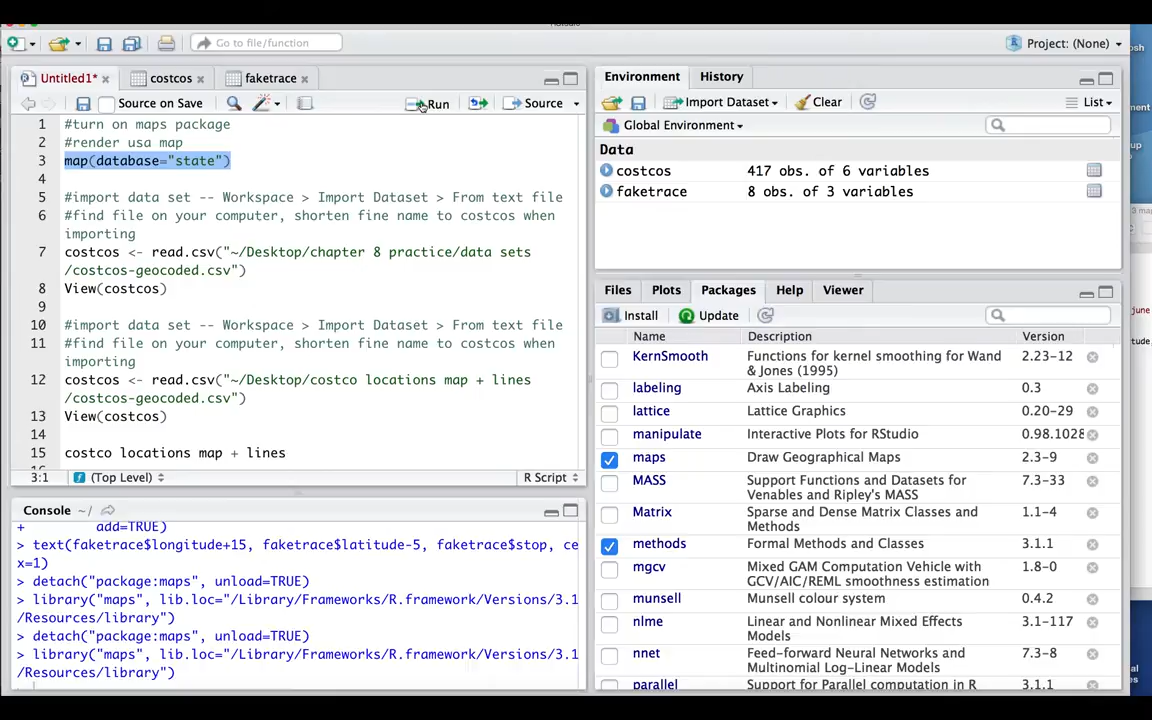 Go to file/function
Project: (None)
Untitled1*
costcos
faketrace
Source on Save
Run
Source
1 #turn on maps package
2 #render usa map
3 map(database="state")
4
5 #import data set -- Workspace > Import Dataset > From text file
6 #find file on your computer, shorten fine name to costcos when
importing
7 costcos <- read.csv("~/Desktop/chapter 8 practice/data sets
/costcos-geocoded.csv")
8 View(costcos)
9
10 #import data set -- Workspace > Import Dataset > From text file
11 #find file on your computer, shorten fine name to costcos when
importing
12 costcos <- read.csv("~/Desktop/costco locations map + lines
/costcos-geocoded.csv")
13 View(costcos)
14
15 costco locations map + lines
3:1 (Top Level) R Script
Console ~/
+ add=TRUE)
> text(faketrace$longitude+15, faketrace$latitude-5, faketrace$stop, ce
x=1)
> detach("package:maps", unload=TRUE)
> library("maps", lib.loc="/Library/Frameworks/R.framework/Versions/3.1
/Resources/library")
> detach("package:maps", unload=TRUE)
> library("maps", lib.loc="/Library/Frameworks/R.framework/Versions/3.1
/Resources/library")
Environment History
Import Dataset Clear List
Global Environment
Data
costcos 417 obs. of 6 variables
faketrace 8 obs. of 3 variables
Files Plots Packages Help Viewer
Install Update
Name Description Version
KernSmooth Functions for kernel smoothing for Wand 2.23-12
& Jones (1995)
labeling Axis Labeling 0.3
lattice Lattice Graphics 0.20-29
manipulate Interactive Plots for RStudio 0.98.1028
maps Draw Geographical Maps 2.3-9
MASS Support Functions and Datasets for 7.3-33
Venables and Ripley's MASS
Matrix Sparse and Dense Matrix Classes and 1.1-4
Methods
methods Formal Methods and Classes 3.1.1
mgcv Mixed GAM Computation Vehicle with 1.8-0
GCV/AIC/REML smoothness estimation
munsell Munsell colour system 0.4.2
nlme Linear and Nonlinear Mixed Effects 3.1-117
Models
nnet Feed-forward Neural Networks and 7.3-8
Multinomial Log-Linear Models
parallel Support for Parallel computation in R 3.1.1